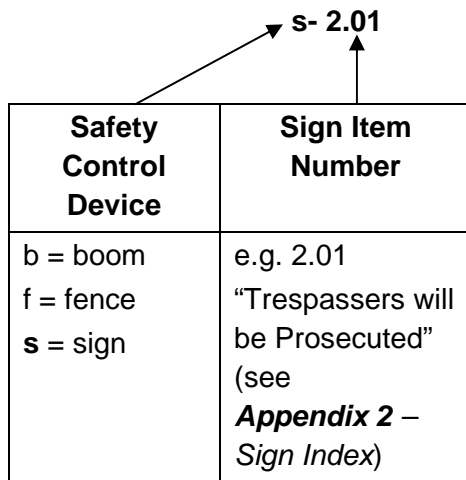 s- 2.01
Safety
Control
Device
Sign Item
Number
b = boom
f = fence
s = sign
e.g. 2.01
“Trespassers will
be Prosecuted”
(see
Appendix 2 –
Sign Index)